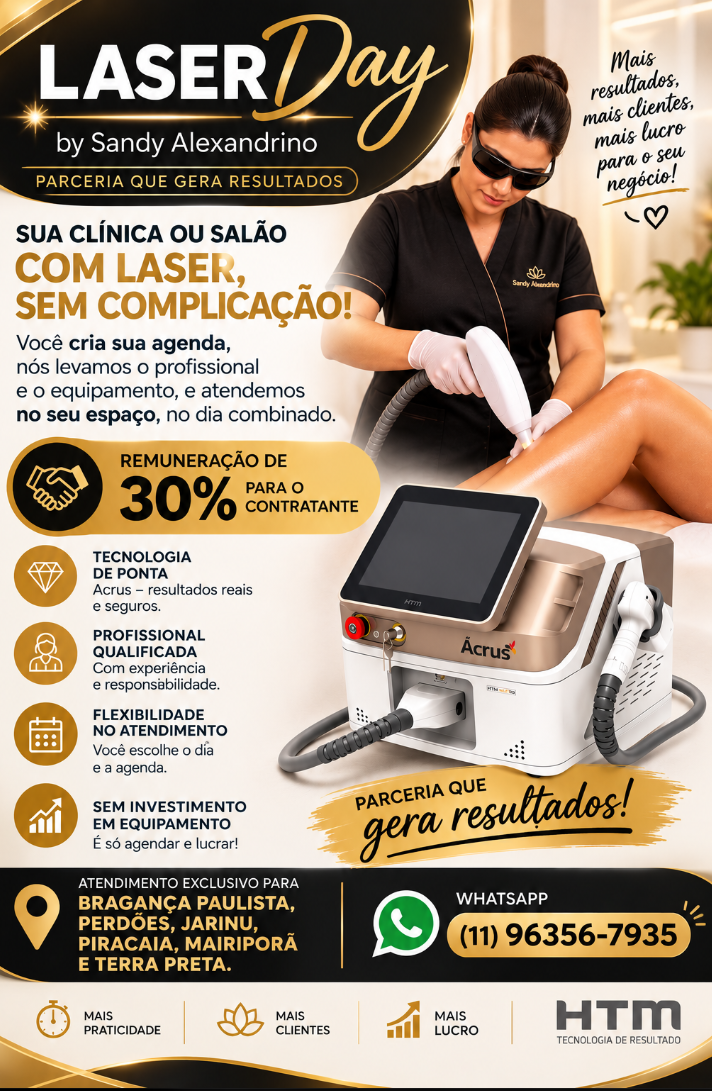 LASER Day
by Sandy Alexandrino
PARCERIA QUE GERA RESULTADOS
Mais
resultados,
mais clientes,
mais lucro
para o seu
negócio!
SUA CLÍNICA OU SALÃO
COM LASER,
SEM COMPLICAÇÃO!
Você cria sua agenda,
nós levamos o profissional
e o equipamento, e atendemos
no seu espaço, no dia combinado.
Sandy Alexandrino
REMUNERAÇÃO DE
30% PARA O
CONTRATANTE
TECNOLOGIA
DE PONTA
Acrus – resultados reais
e seguros.
PROFISSIONAL
QUALIFICADA
Com experiência
e responsabilidade.
FLEXIBILIDADE
NO ATENDIMENTO
Você escolhe o dia
e a agenda.
SEM INVESTIMENTO
EM EQUIPAMENTO
É só agendar e lucrar!
HTM
Ácrus
PARCERIA QUE
gera resultados!
ATENDIMENTO EXCLUSIVO PARA
BRAGANÇA PAULISTA,
PERDÕES, JARINU,
PIRACAIA, MAIRIPORÃ
E TERRA PRETA.
WHATSAPP
(11) 96356-7935
MAIS
PRATICIDADE
MAIS
CLIENTES
MAIS
LUCRO
HTM
TECNOLOGIA DE RESULTADO